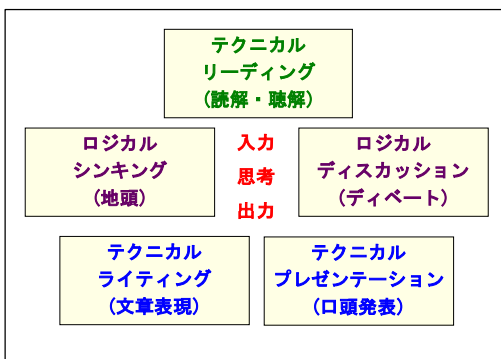 テクニカル
リーディング
(読解・聴解)
ロジカル
シンキング
(地頭)
入力
思考
出力
ロジカル
ディスカッション
(ディベート)
テクニカル
ライティング
(文章表現)
テクニカル
プレゼンテーション
(口頭発表)